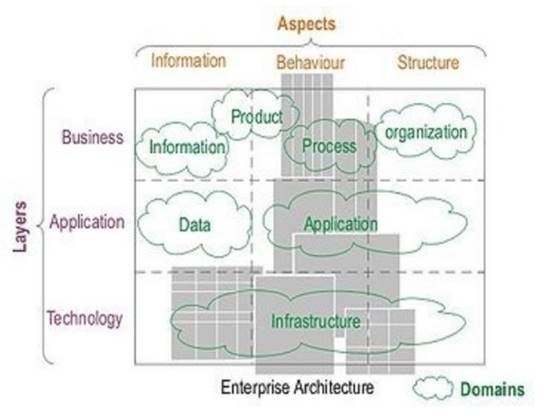 Aspects
Information Behaviour Structure
Business
Information
Product
Process
organization
Layers
Application
Data
Application
Technology
Infrastructure
Enterprise Architecture
Domains